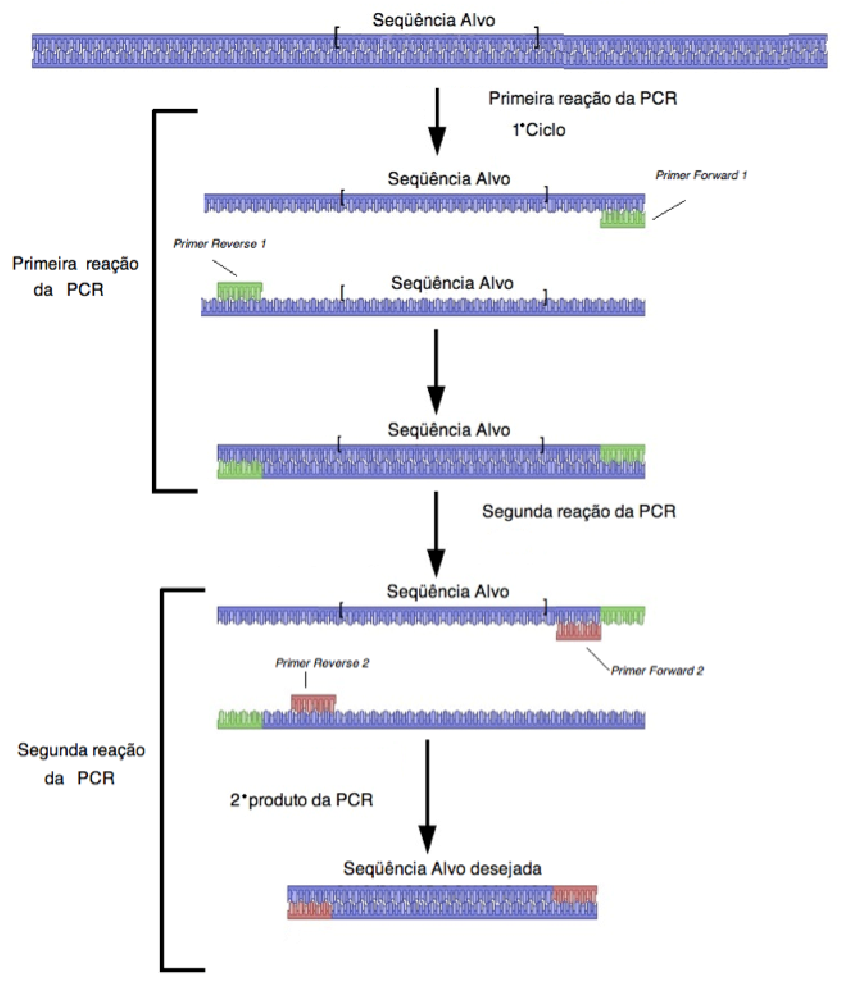 Seqüência Alvo
Primeira reação da PCR
1°Ciclo
Seqüência Alvo
Primer Forward 1
Primer Reverse 1
Primeira reação
da PCR
Seqüência Alvo
Seqüência Alvo
Segunda reação da PCR
Seqüência Alvo
Primer Reverse 2
Primer Forward 2
Segunda reação
da PCR
2°produto da PCR
Seqüência Alvo desejada